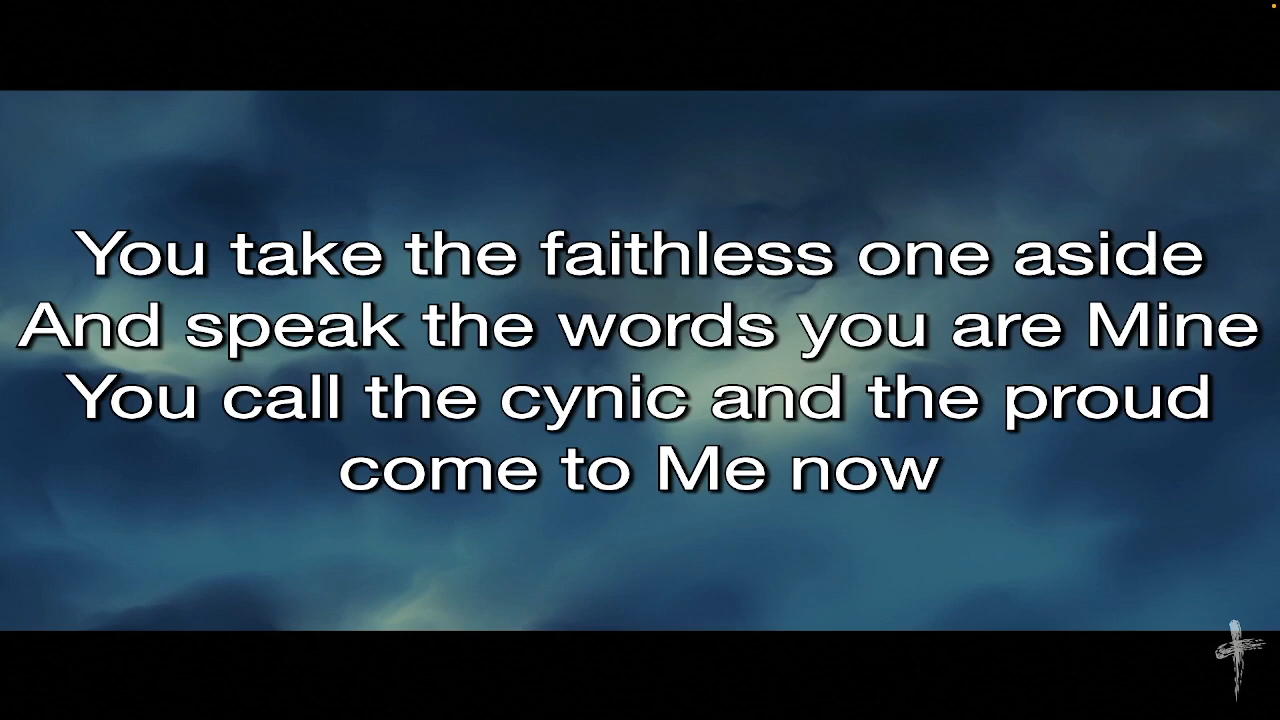 You take the faithless one aside
And speak the words you are Mine
You call the cynic and the proud
come to Me now